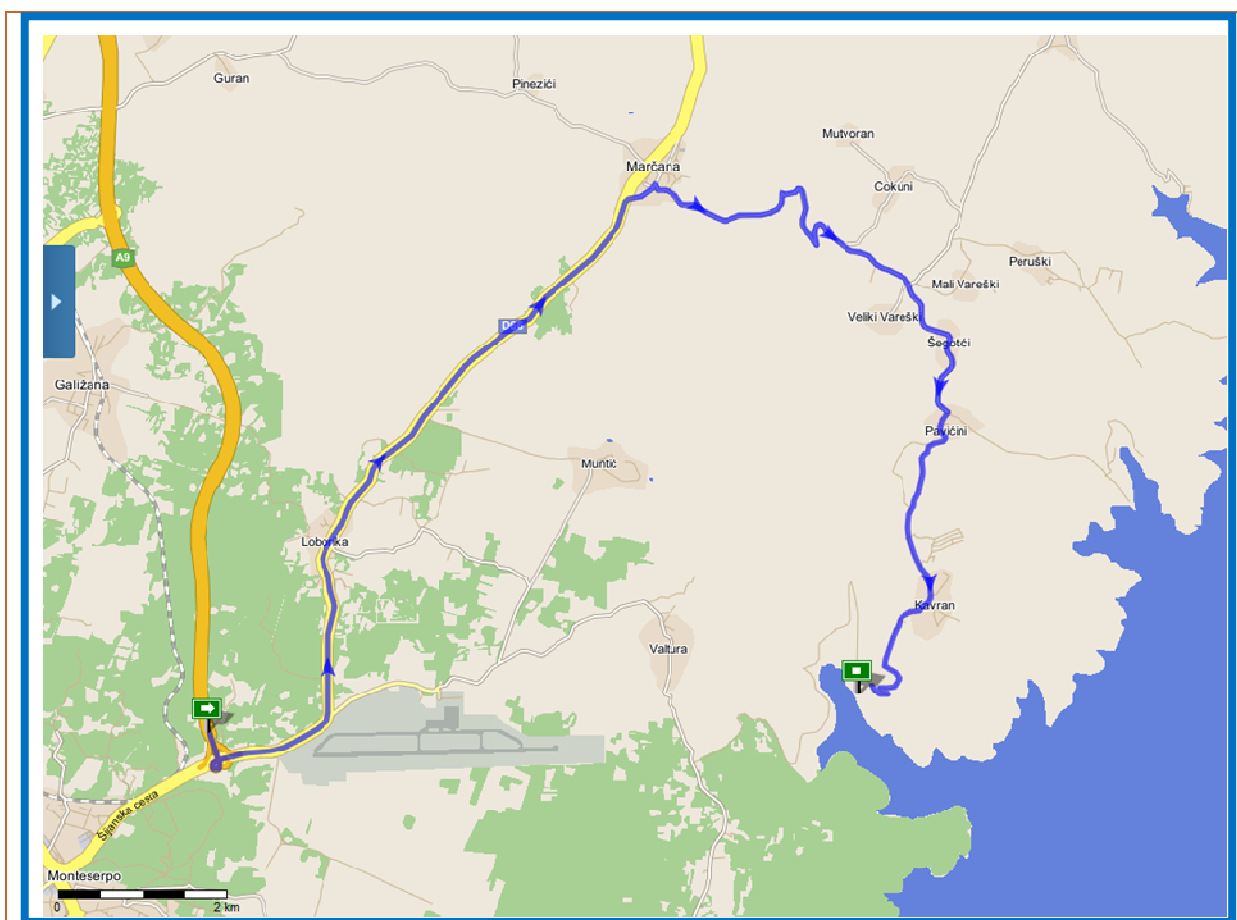 Guran
Pinezići
Mutvoran
Marčana
Cokuni
A9
Peruški
Mali Vareški
Veliki Vareški
Šegotići
Galižana
Pavićini
Muntić
Loborika
Kavran
Valtura
Šijanska cesta
Monteserpo
0
2 km